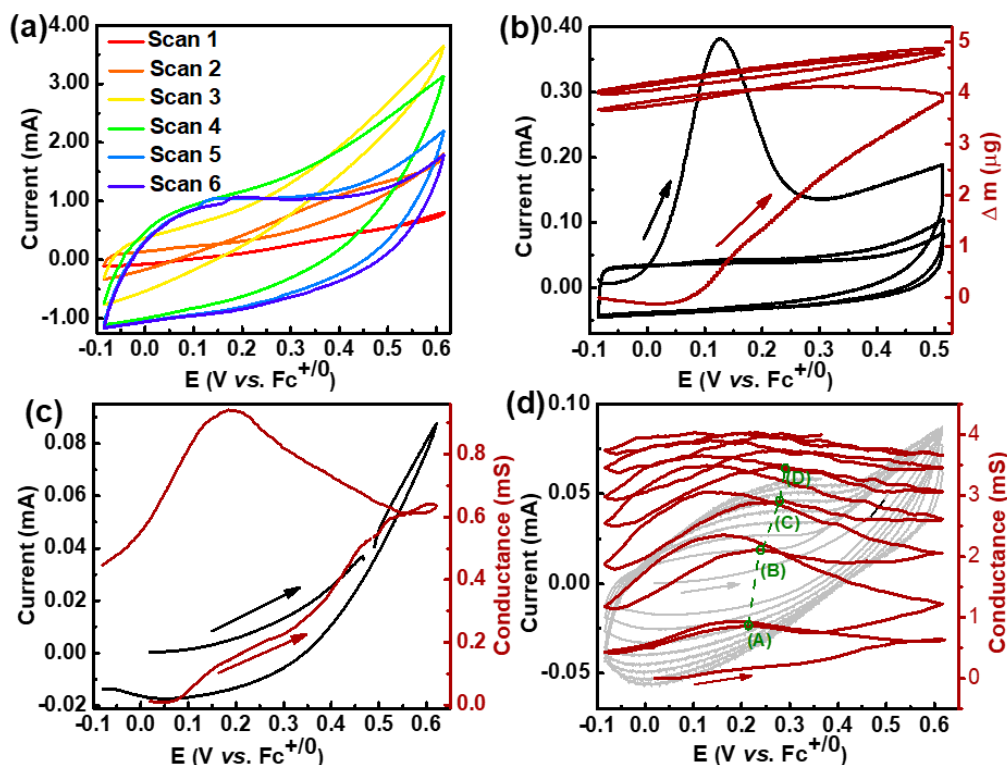 (a)
Scan 1
Scan 2
Scan 3
Scan 4
Scan 5
Scan 6
4.00
3.00
2.00
1.00
0.00
-1.00
Current (mA)
-0.1 0.0 0.1 0.2 0.3 0.4 0.5 0.6
E (V vs. Fc+/0)
(b)
0.40
0.30
0.20
0.10
0.00
Current (mA)
5
4
3
2
1
0
Δ m (μg)
-0.1 0.0 0.1 0.2 0.3 0.4 0.5
E (V vs. Fc+/0)
(c)
0.08
0.06
0.04
0.02
0.00
-0.02
Current (mA)
0.8
0.6
0.4
0.2
0.0
Conductance (mS)
-0.1 0.0 0.1 0.2 0.3 0.4 0.5 0.6
E (V vs. Fc+/0)
(d)
0.10
0.05
0.00
-0.05
Current (mA)
(D)
(C)
(B)
(A)
4
3
2
1
0
Conductance (mS)
-0.1 0.0 0.1 0.2 0.3 0.4 0.5 0.6
E (V vs. Fc+/0)